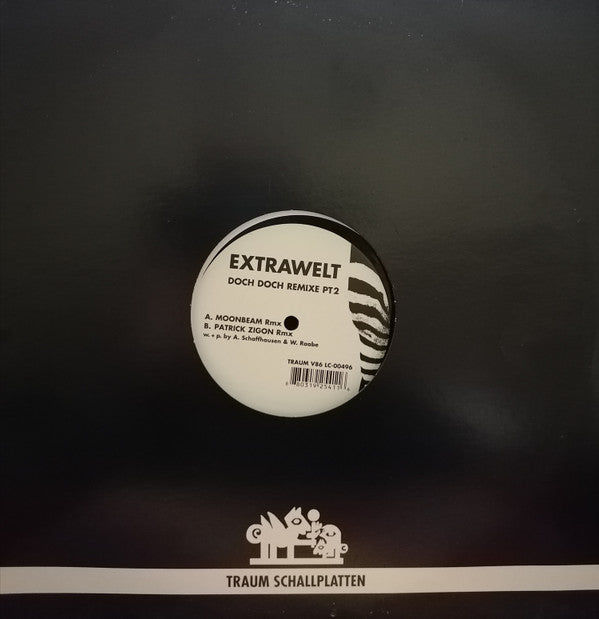 EXTRAWELT
DOCH DOCH REMIXE PT2
A. MOONBEAM Rmx
B. PATRICK ZIGON Rmx
w. + p. by A. Schaffhausen & W. Raabe
TRAUM V86 LC-00496
TRAUM SCHALLPLATTEN